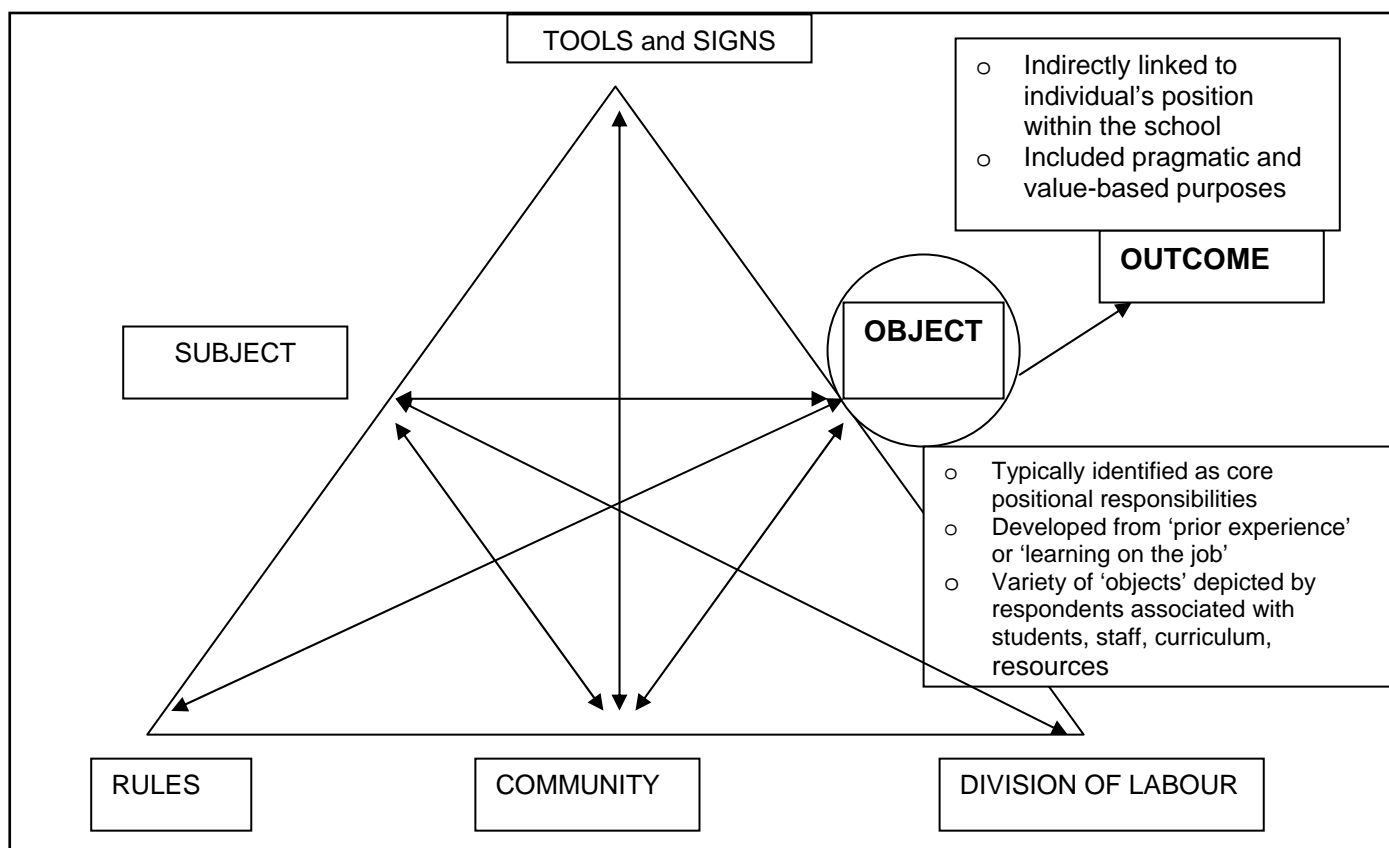 TOOLS and SIGNS
o Indirectly linked to
individual’s position
within the school
o Included pragmatic and
value-based purposes
OUTCOME
OBJECT
SUBJECT
o Typically identified as core
positional responsibilities
o Developed from ‘prior experience’
or ‘learning on the job’
o Variety of ‘objects’ depicted by
respondents associated with
students, staff, curriculum,
resources
RULES
COMMUNITY
DIVISION OF LABOUR